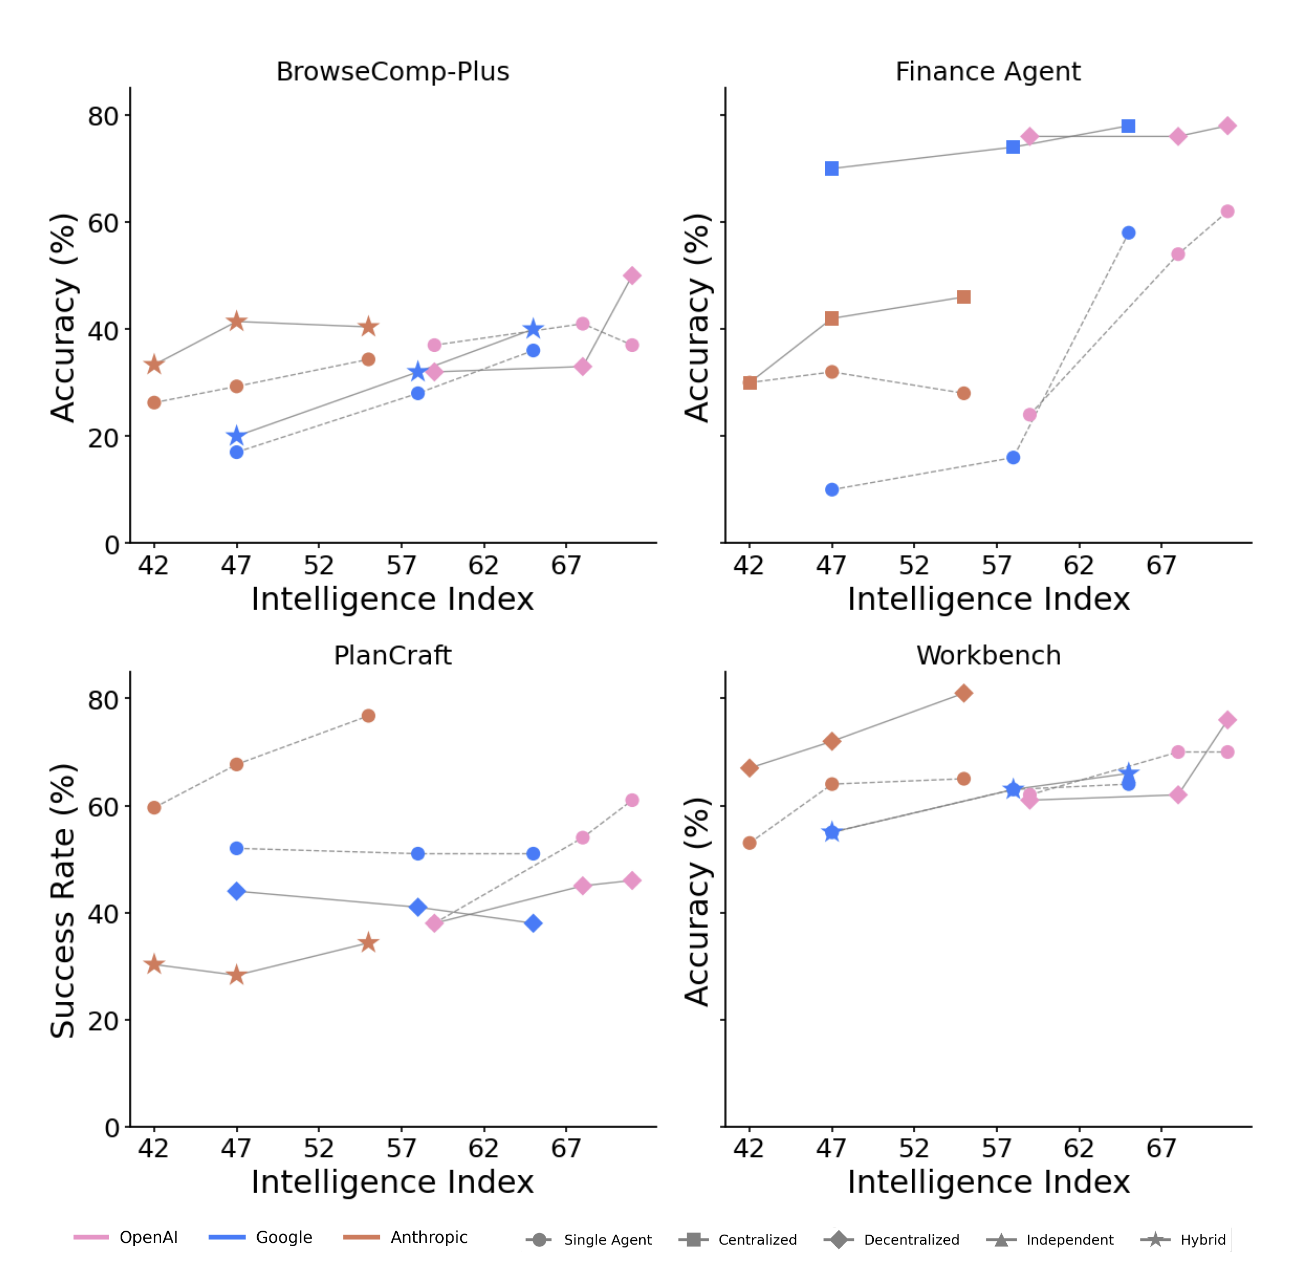 BrowseComp-Plus
Accuracy (%)
80
60
40
20
0
42 47 52 57 62 67
Intelligence Index
Finance Agent
Accuracy (%)
42 47 52 57 62 67
Intelligence Index
PlanCraft
Success Rate (%)
80
60
40
20
0
42 47 52 57 62 67
Intelligence Index
Workbench
Accuracy (%)
42 47 52 57 62 67
Intelligence Index
OpenAI Google Anthropic Single Agent Centralized Decentralized Independent Hybrid